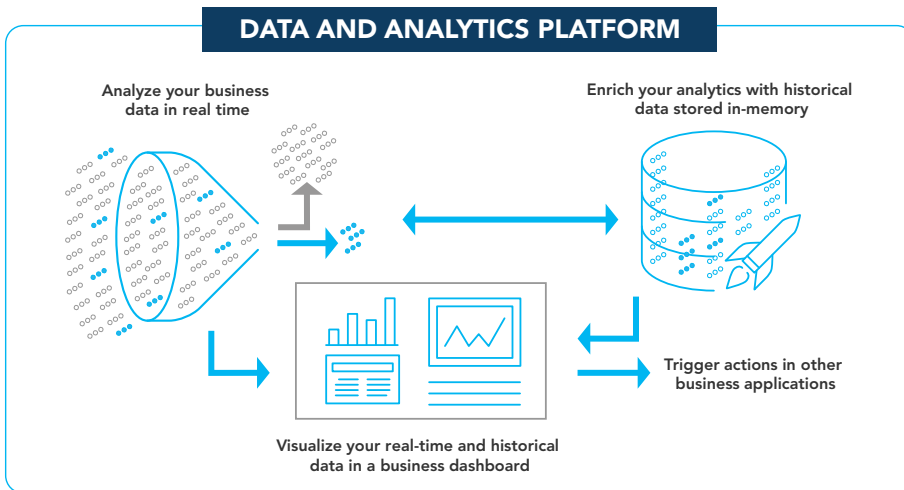 DATA AND ANALYTICS PLATFORM
Analyze your business
data in real time
Enrich your analytics with historical
data stored in-memory
Trigger actions in other
business applications
Visualize your real-time and historical
data in a business dashboard